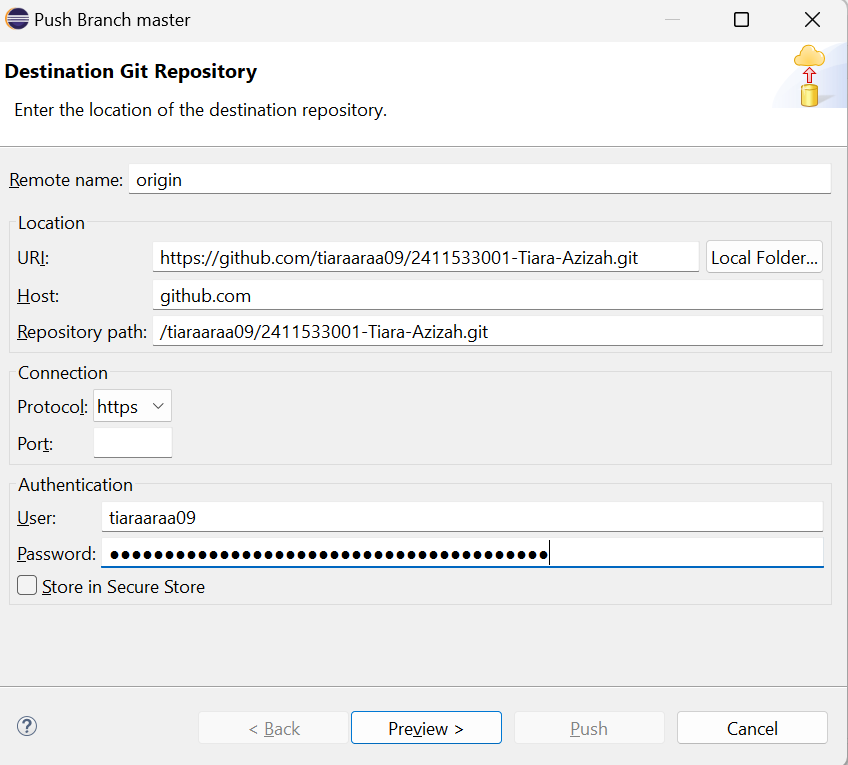 Push Branch master
Destination Git Repository
Enter the location of the destination repository.
Remote name: origin
Location
URI: https://github.com/tiaraaraa09/2411533001-Tiara-Azizah.git Local Folder...
Host: github.com
Repository path: /tiaraaraa09/2411533001-Tiara-Azizah.git
Connection
Protocol: https
Port:
Authentication
User: tiaraaraa09
Password: ●●●●●●●●●●●●●●●●●●●●●●●●●●●●●●●●●●●●●●●●
Store in Secure Store
? < Back Preview > Push Cancel